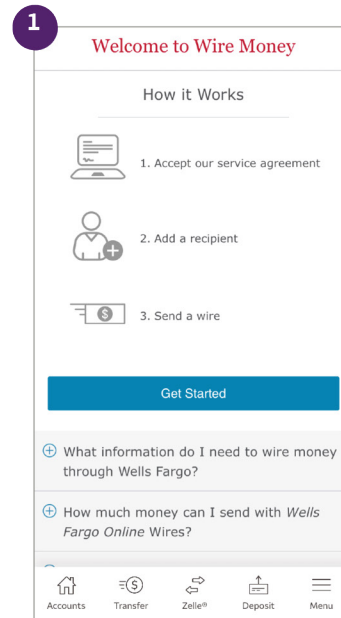 1
Welcome to Wire Money
How it Works
1. Accept our service agreement
2. Add a recipient
$
3. Send a wire
Get Started
What information do I need to wire money
through Wells Fargo?
How much money can I send with Wells
Fargo Online Wires?
$
Accounts Transfer Zelle® Deposit Menu